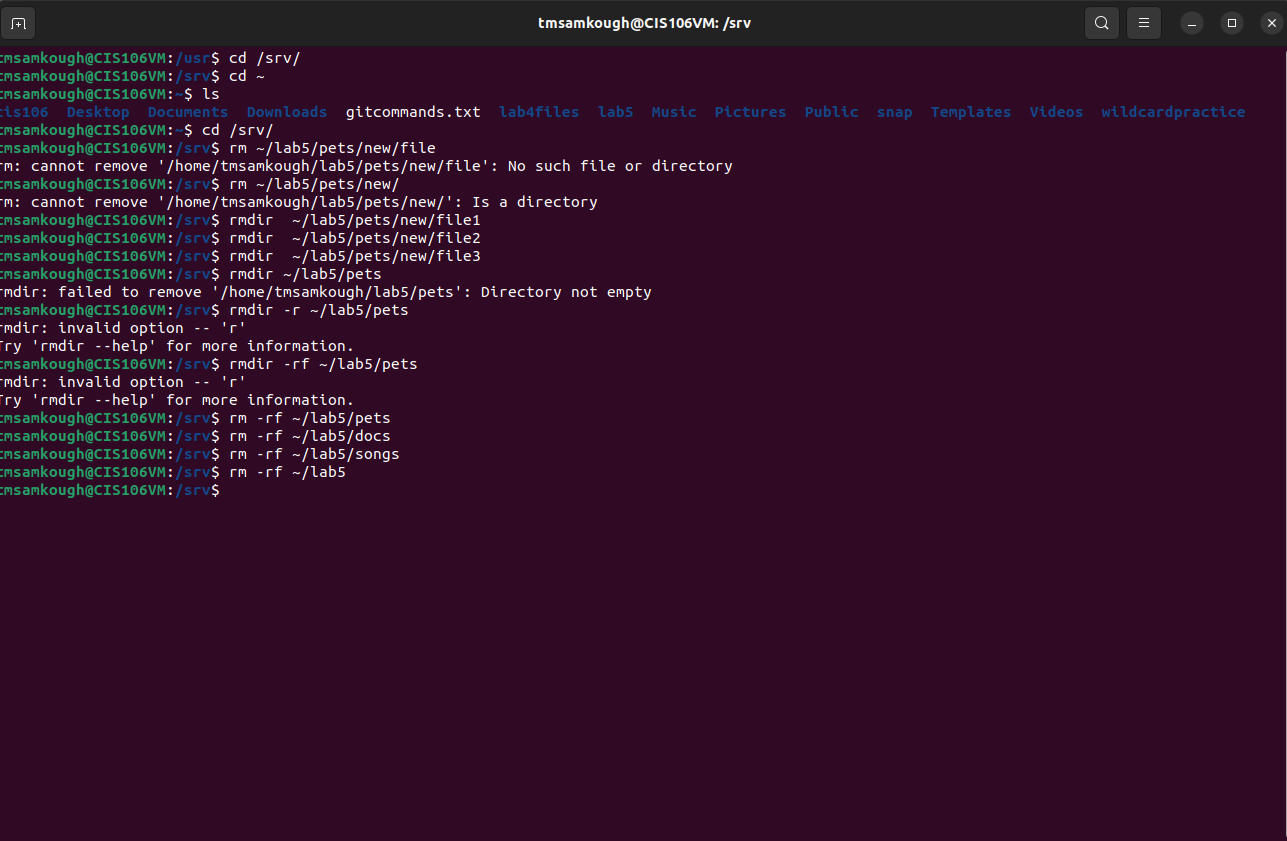 tmsamkough@CIS106VM: /srv
tmsamkough@CIS106VM:/usr$ cd /srv/
tmsamkough@CIS106VM:/srv$ cd ~
tmsamkough@CIS106VM:~$ ls
cis106  Desktop  Documents  Downloads  gitcommands.txt  lab4files  lab5  Music  Pictures  Public  snap  Templates  Videos  wildcardpractice
tmsamkough@CIS106VM:~$ cd /srv/
tmsamkough@CIS106VM:/srv$ rm ~/lab5/pets/new/file
rm: cannot remove '/home/tmsamkough/lab5/pets/new/file': No such file or directory
tmsamkough@CIS106VM:/srv$ rm ~/lab5/pets/new/
rm: cannot remove '/home/tmsamkough/lab5/pets/new/': Is a directory
tmsamkough@CIS106VM:/srv$ rmdir  ~/lab5/pets/new/file1
tmsamkough@CIS106VM:/srv$ rmdir  ~/lab5/pets/new/file2
tmsamkough@CIS106VM:/srv$ rmdir  ~/lab5/pets/new/file3
tmsamkough@CIS106VM:/srv$ rmdir ~/lab5/pets
rmdir: failed to remove '/home/tmsamkough/lab5/pets': Directory not empty
tmsamkough@CIS106VM:/srv$ rmdir -r ~/lab5/pets
rmdir: invalid option -- 'r'
Try 'rmdir --help' for more information.
tmsamkough@CIS106VM:/srv$ rmdir -rf ~/lab5/pets
rmdir: invalid option -- 'r'
Try 'rmdir --help' for more information.
tmsamkough@CIS106VM:/srv$ rm -rf ~/lab5/pets
tmsamkough@CIS106VM:/srv$ rm -rf ~/lab5/docs
tmsamkough@CIS106VM:/srv$ rm -rf ~/lab5/songs
tmsamkough@CIS106VM:/srv$ rm -rf ~/lab5
tmsamkough@CIS106VM:/srv$